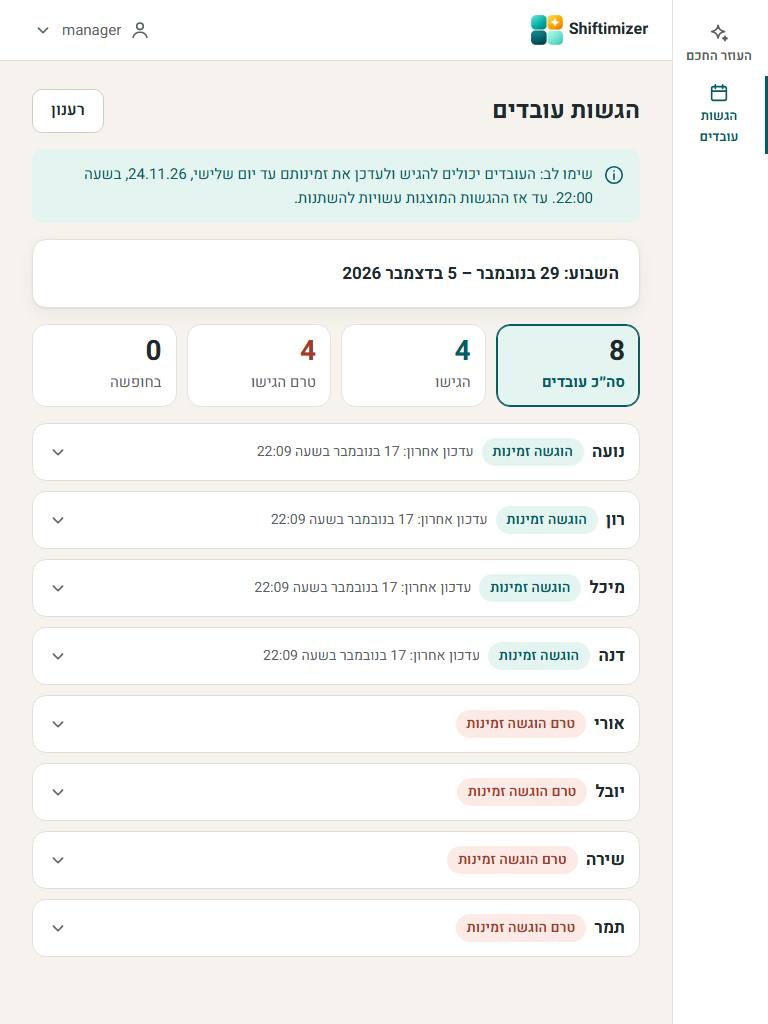 העוזר החכם
הגשות
עובדים
Shiftimizer
manager
הגשות עובדים
רענון
שימו לב: העובדים יכולים להגיש ולעדכן את זמינותם עד יום שלישי, 24.11.26, בשעה
22:00. עד אז ההגשות המוצגות עשויות להשתנות.
השבוע: 29 בנובמבר – 5 בדצמבר 2026
8
סה״כ עובדים
4
הגישו
4
טרם הגישו
0
בחופשה
נועה הוגשה זמינות עדכון אחרון: 17 בנובמבר בשעה 22:09
רון הוגשה זמינות עדכון אחרון: 17 בנובמבר בשעה 22:09
מיכל הוגשה זמינות עדכון אחרון: 17 בנובמבר בשעה 22:09
דנה הוגשה זמינות עדכון אחרון: 17 בנובמבר בשעה 22:09
אורי טרם הוגשה זמינות
יובל טרם הוגשה זמינות
שירה טרם הוגשה זמינות
תמר טרם הוגשה זמינות